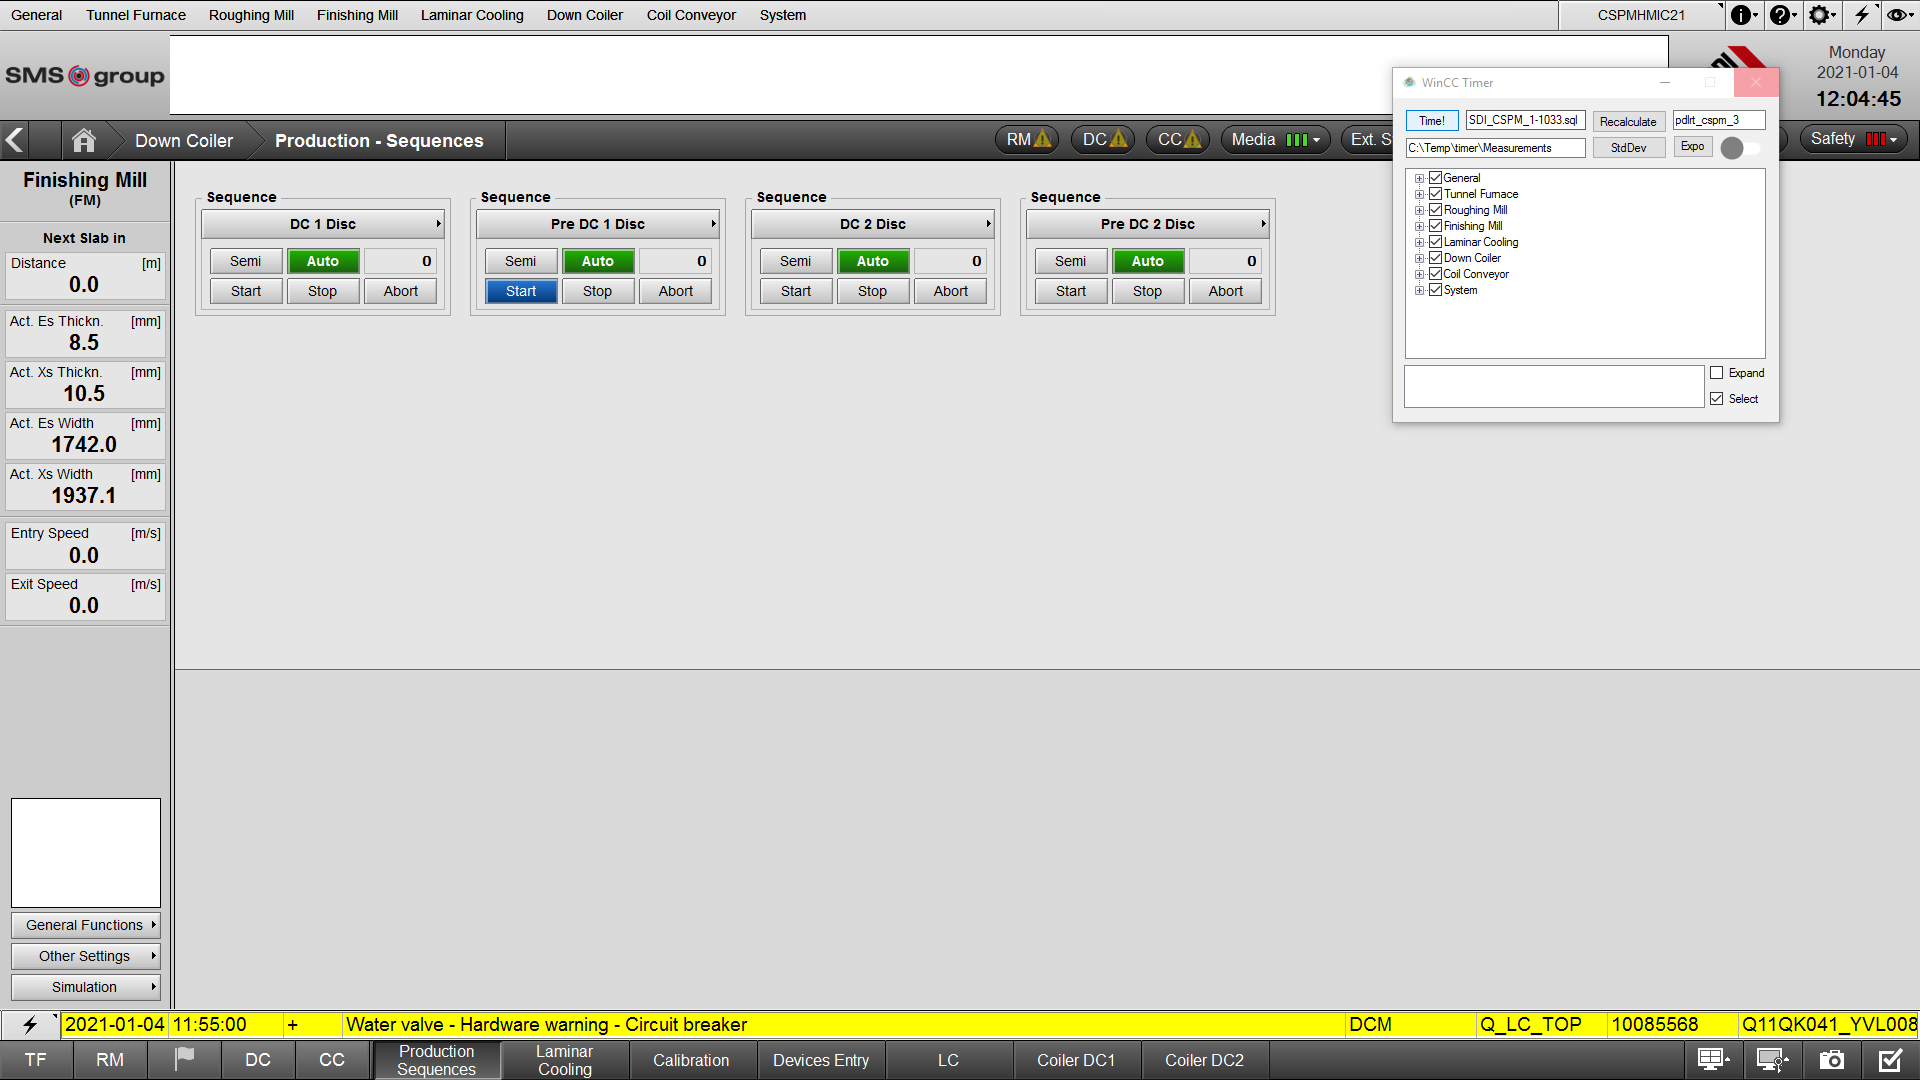 General Tunnel Furnace Roughing Mill Finishing Mill Laminar Cooling Down Coiler Coil Conveyor System CSPMHMIC21
SMS group
Monday
2021-01-04
12:04:45
WinCC Timer
Time! SDI_CSPM_1-1033.sql Recalculate pdlrt_cspm_3
C:\Temp\timer\Measurements StdDev Expo
Down Coiler Production - Sequences RM DC CC Media Ext. S Safety
General
Tunnel Furnace
Roughing Mill
Finishing Mill
Laminar Cooling
Down Coiler
Coil Conveyor
System
Expand
Select
Finishing Mill
(FM)
Next Slab in
Distance [m]
0.0
Act. Es Thickn. [mm]
8.5
Act. Xs Thickn. [mm]
10.5
Act. Es Width [mm]
1742.0
Act. Xs Width [mm]
1937.1
Entry Speed [m/s]
0.0
Exit Speed [m/s]
0.0
Sequence
DC 1 Disc
Semi Auto 0
Start Stop Abort
Sequence
Pre DC 1 Disc
Semi Auto 0
Start Stop Abort
Sequence
DC 2 Disc
Semi Auto 0
Start Stop Abort
Sequence
Pre DC 2 Disc
Semi Auto 0
Start Stop Abort
General Functions
Other Settings
Simulation
2021-01-04 11:55:00 + Water valve - Hardware warning - Circuit breaker DCM Q_LC_TOP 10085568 Q11QK041_YVL008
TF RM DC CC Production Sequences Laminar Cooling Calibration Devices Entry LC Coiler DC1 Coiler DC2